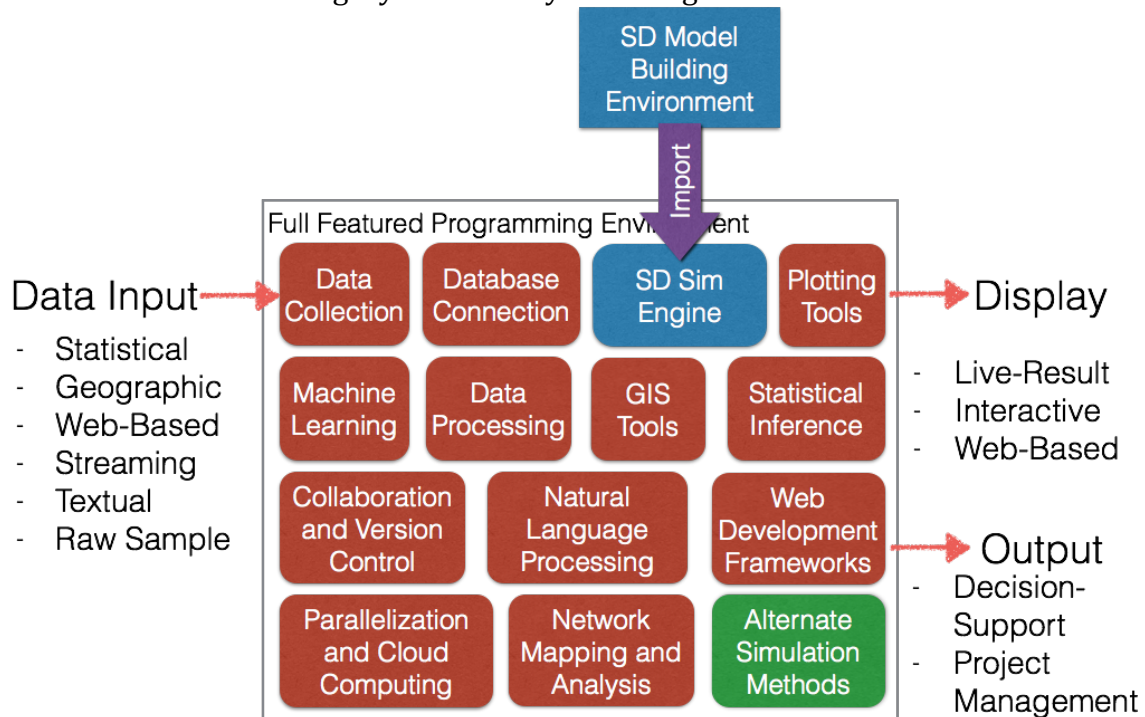 SD Model
Building
Environment
Import
Full Featured Programming Env ment
Data
Collection
Database
Connection
SD Sim
Engine
Plotting
Tools
Data Input
- Statistical
- Geographic
- Web-Based
- Streaming
- Textual
- Raw Sample
Machine
Learning
Data
Processing
GIS
Tools
Statistical
Inference
Display
- Live-Result
- Interactive
- Web-Based
Collaboration
and Version
Control
Natural
Language
Processing
Web
Development
Frameworks
Output
- Decision-
Support
- Project
Management
Parallelization
and Cloud
Computing
Network
Mapping and
Analysis
Alternate
Simulation
Methods